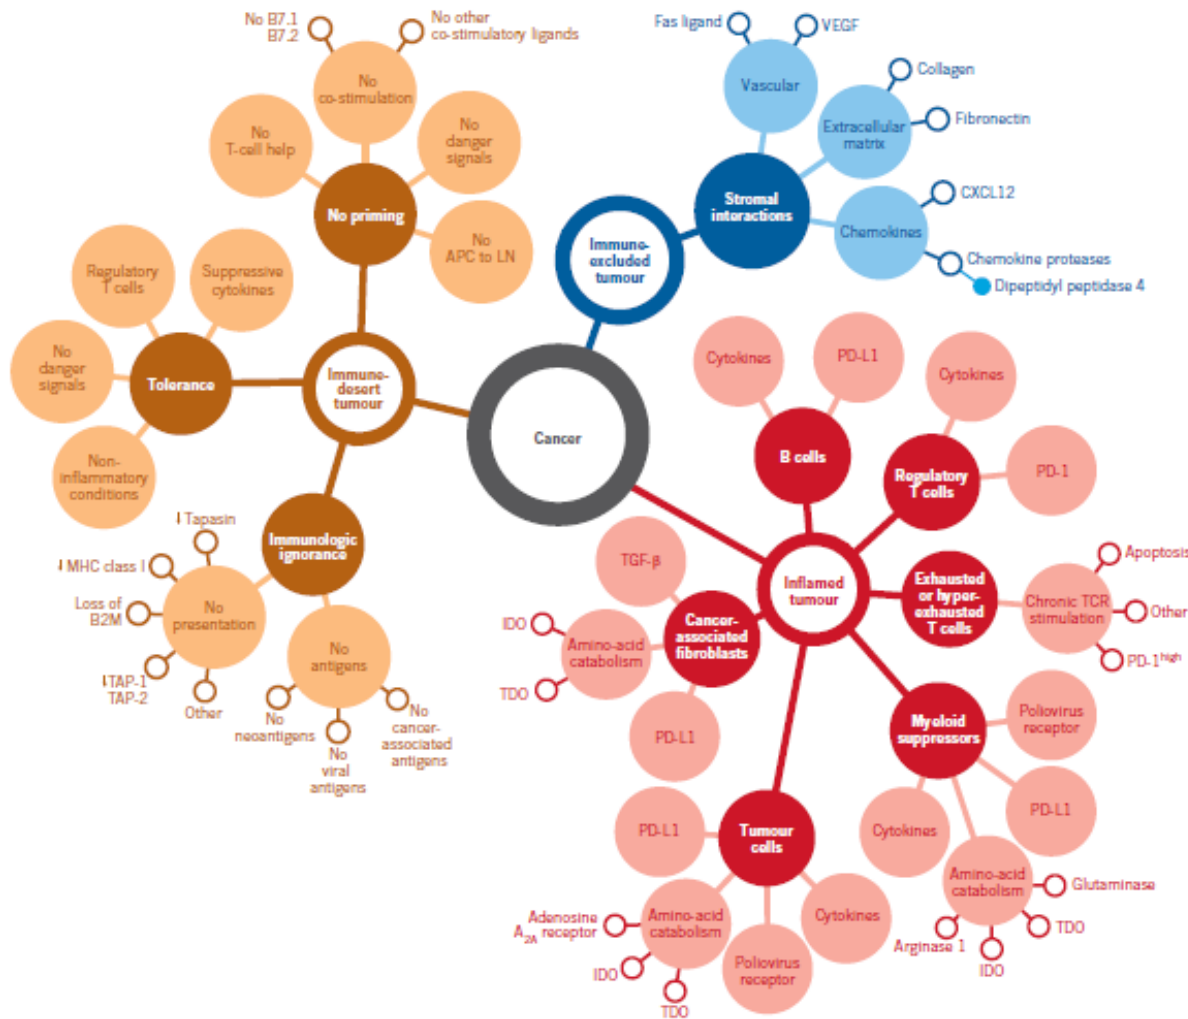 No B7.1
B7.2
No other
co-stimulatory ligands
No
co-stimulation
No
T-cell help
No
danger
signals
No priming
No
APC to LN
Regulatory
T cells
Suppressive
cytokines
No
danger
signals
Tolerance
Non-
inflammatory
conditions
Immune-
desert
tumour
Immunologic
ignorance
↓Tapasin
↓MHC class I
Loss of
B2M
↓TAP-1
TAP-2
Other
No
presentation
No
antigens
No
neoantigens
No
viral
antigens
No
cancer-
associated
antigens
Cancer
Immune-
excluded
tumour
Stromal
interactions
Vascular
Fas ligand
VEGF
Extracellular
matrix
Collagen
Fibronectin
Chemokines
CXCL12
Chemokine proteases
Dipeptidyl peptidase 4
Inflamed
tumour
B cells
Cytokines
PD-L1
Regulatory
T cells
Cytokines
PD-1
Exhausted
or hyper-
exhausted
T cells
Chronic TCR
stimulation
Apoptosis
Other
PD-1high
Myeloid
suppressors
Poliovirus
receptor
PD-L1
Cytokines
Amino-acid
catabolism
Glutaminase
TDO
IDO
Arginase 1
Tumour
cells
PD-L1
Amino-acid
catabolism
Adenosine
A2A receptor
IDO
TDO
Poliovirus
receptor
Cytokines
Cancer-
associated
fibroblasts
TGF-β
Amino-acid
catabolism
IDO
TDO
PD-L1